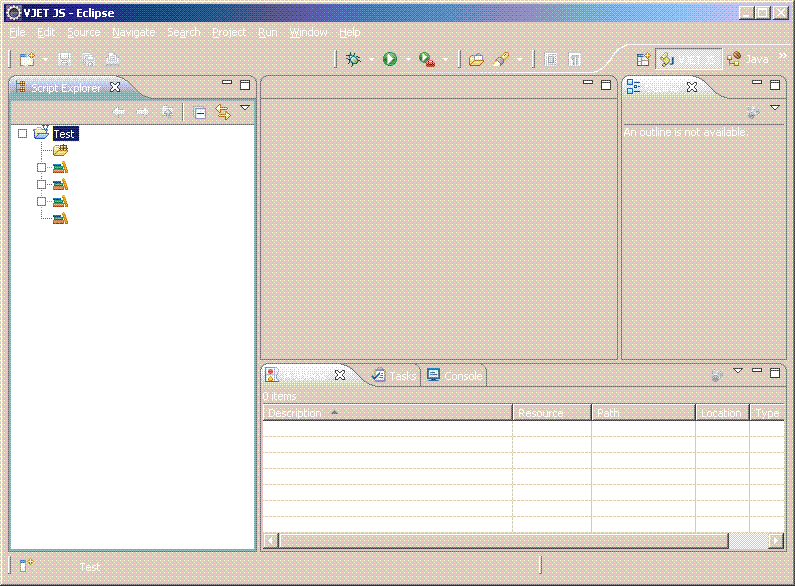 VJET JS - Eclipse
File Edit Source Navigate Search Project Run Window Help
Java »
Script Explorer
Test
An outline is not available.
Tasks Console
0 items
Description Resource Path Location Type
Test